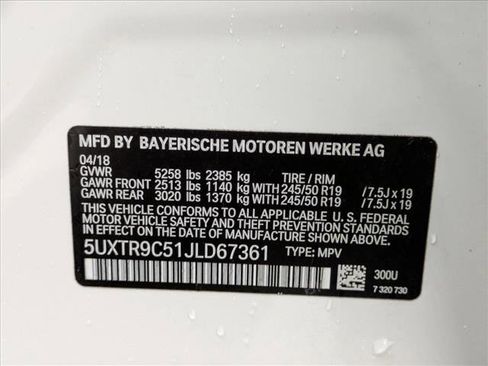 MFD BY BAYERISCHE MOTOREN WERKE AG
04/18
GVWR 5258 lbs 2385 kg TIRE / RIM
GAWR FRONT 2513 lbs 1140 kg WITH 245/50 R19 /7.5J x 19
GAWR REAR 3020 lbs 1370 kg WITH 245/50 R19 /7.5J x 19
THIS VEHICLE CONFORMS TO ALL APPLICABLE U.S. FEDERAL
MOTOR VEHICLE SAFETY AND THEFT PREVENTION STANDARDS
IN EFFECT ON THE DATE OF MANUFACTURE SHOWN ABOVE.
5UXTR9C51JLD67361 TYPE: MPV
300U
7 320 730